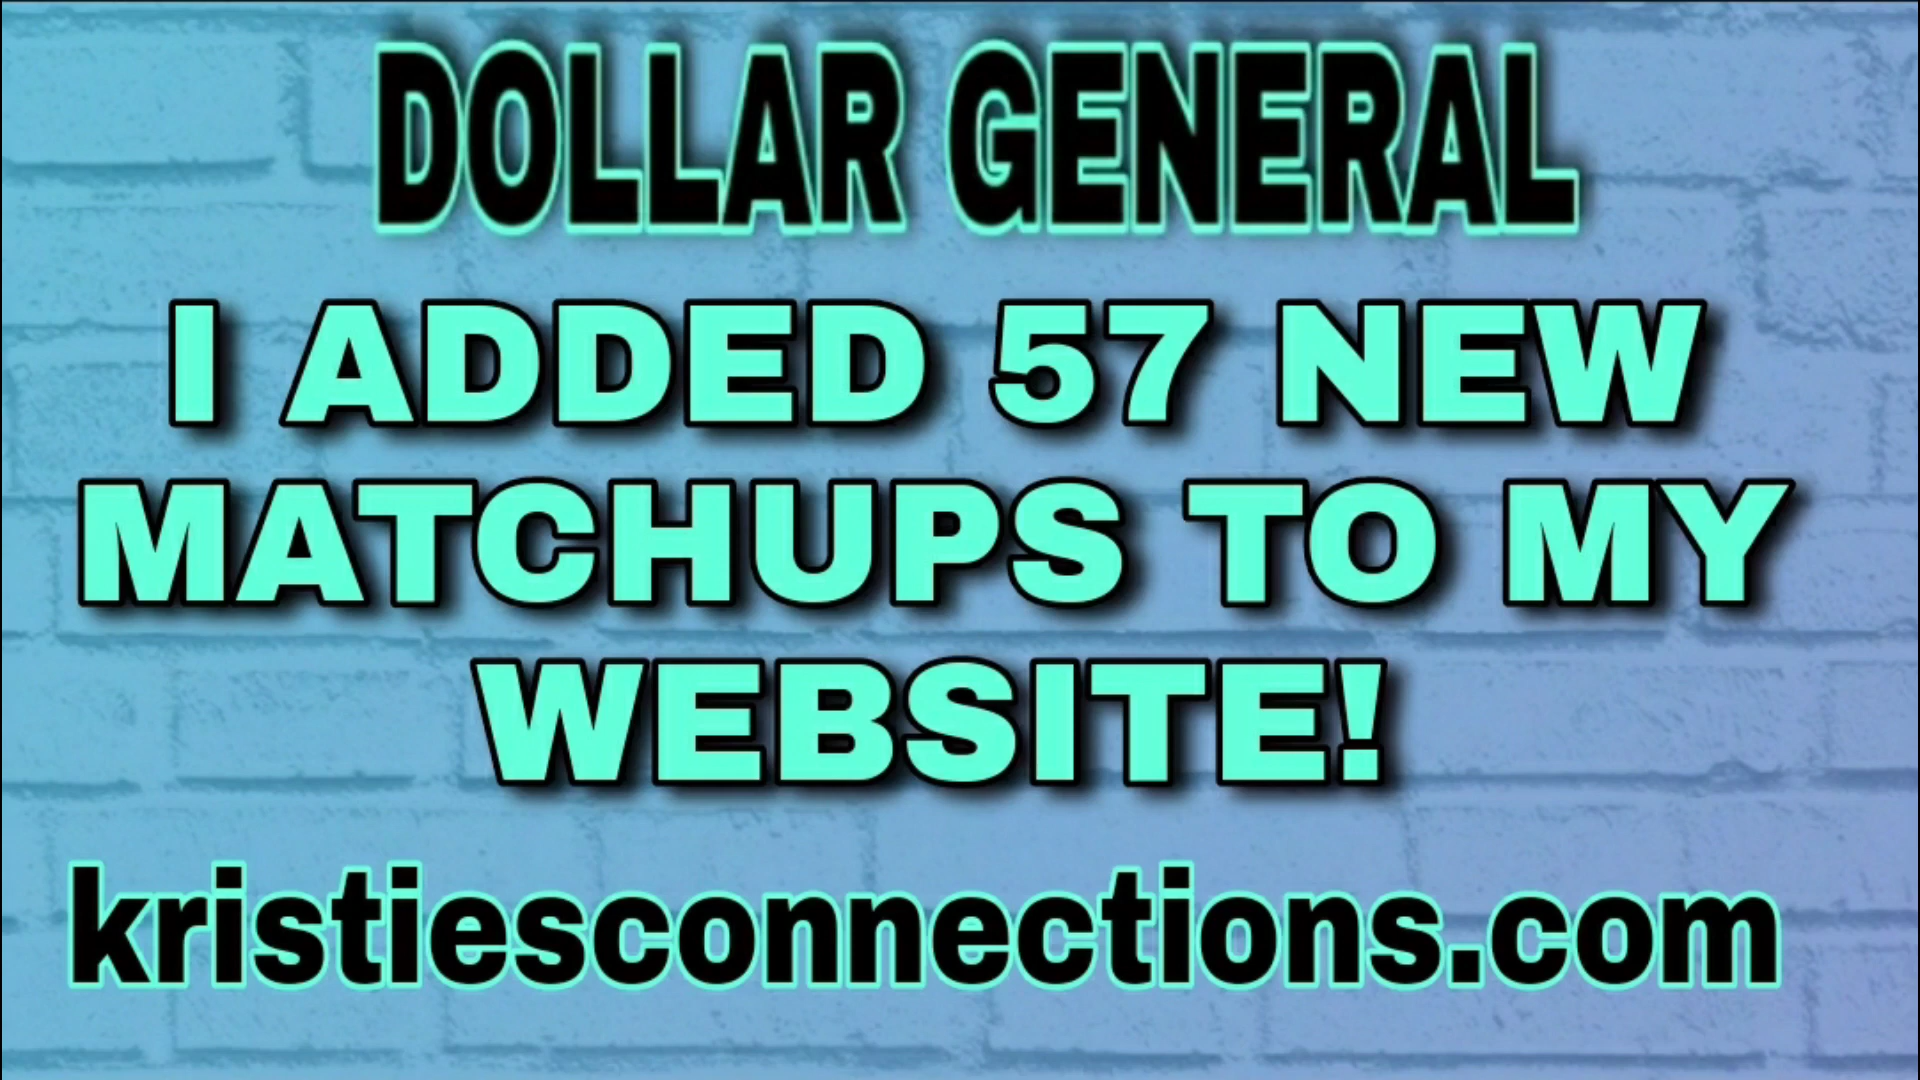 DOLLAR GENERAL
I ADDED 57 NEW
MATCHUPS TO MY
WEBSITE!
kristiesconnections.com